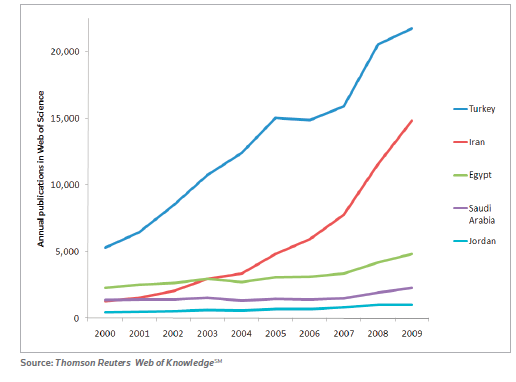 Annual publications in Web of Science
20,000
15,000
10,000
5,000
0
2000 2001 2002 2003 2004 2005 2006 2007 2008 2009
Turkey
Iran
Egypt
Saudi
Arabia
Jordan
Source: Thomson Reuters Web of Knowledge℠